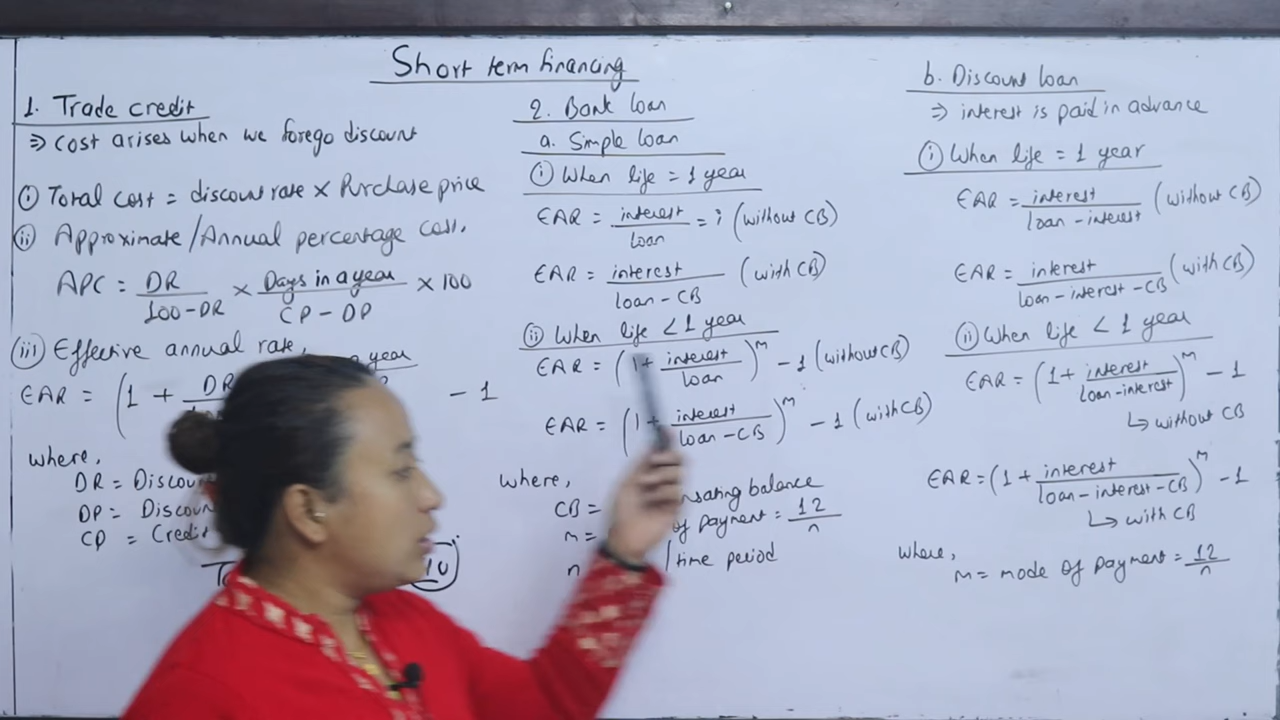 Short term financing
1. Trade credit
⇒ cost arises when we forego discount
i) Total cost = discount rate × Purchase price
ii) Approximate/Annual percentage cost.
APC = DR / 100-DR × Days in a year / CP - DP × 100
iii) Effective annual rate,
EAR = (1 + DR year - 1
where,
DR =
DP =
CP = Credit
10
2. Bank loan
a. Simple loan
i) When life = 1 year
EAR = interest / loan = i (without CB)
EAR = interest / loan - CB (with CB)
ii) When life < 1 year
EAR = (1+ interest / loan)^m - 1 (without CB)
EAR = (1+ interest / loan - CB)^m - 1 (with CB)
where,
CB = balance
m = of payment = 12 / n
n / time period
b. Discount loan
⇒ interest is paid in advance
i) When life = 1 year
EAR = interest / loan - interest (without CB)
EAR = interest / loan - interest - CB (with CB)
ii) When life < 1 year
EAR = (1+ interest / loan - interest)^m - 1
↳ without CB
EAR = (1 + interest / loan - interest - CB)^m - 1
↳ with CB
where,
m = mode of payment = 12 / n